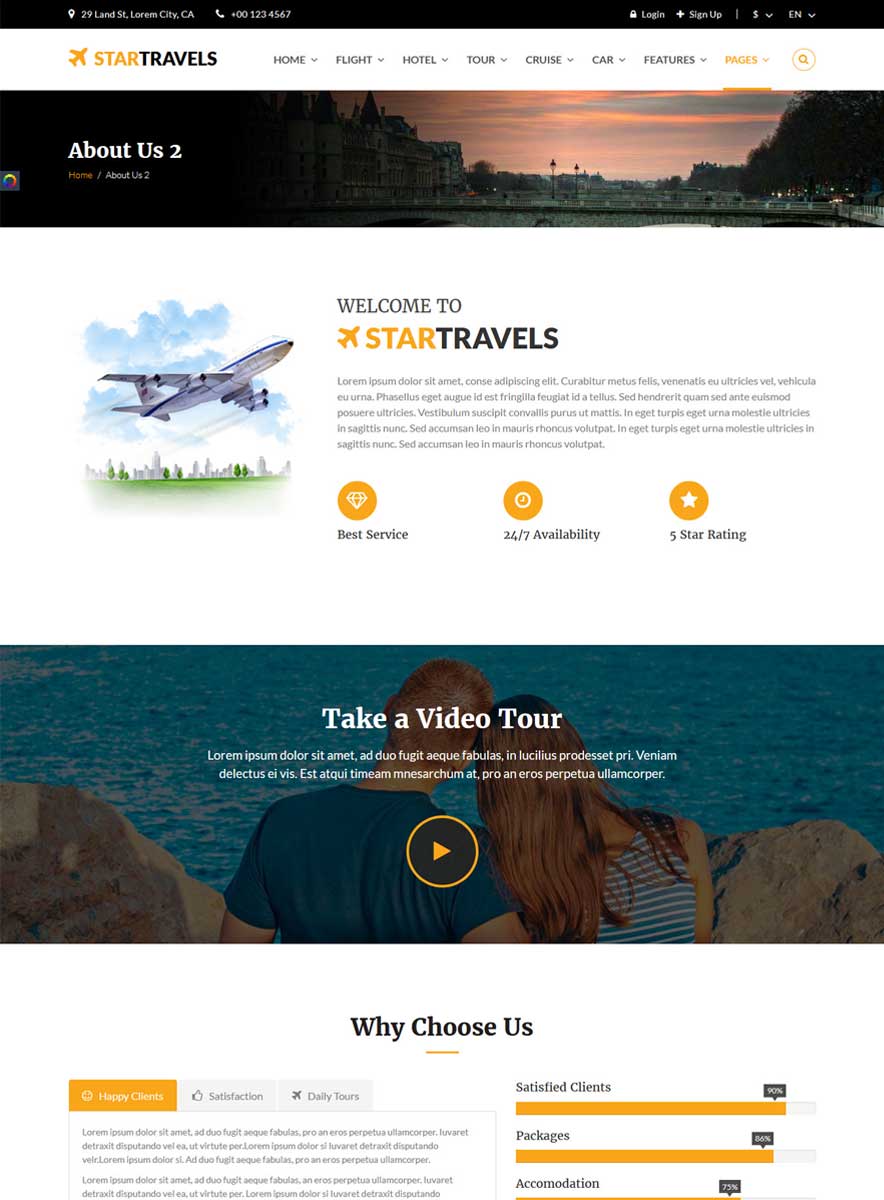 29 Land St, Lorem City, CA +00 123 4567 Login Sign Up | $ EN
STARTRAVELS HOME FLIGHT HOTEL TOUR CRUISE CAR FEATURES PAGES
About Us 2
Home / About Us 2
WELCOME TO
STARTRAVELS
Lorem ipsum dolor sit amet, conse adipiscing elit. Curabitur metus felis, venenatis eu ultricies vel, vehicula
eu urna. Phasellus eget augue id est fringilla feugiat id a tellus. Sed hendrerit quam sed ante euismod
posuere ultricies. Vestibulum suscipit convallis purus ut mattis. In eget turpis eget urna molestie ultricies
in sagittis nunc. Sed accumsan leo in mauris rhoncus volutpat. In eget turpis eget urna molestie ultricies in
sagittis nunc. Sed accumsan leo in mauris rhoncus volutpat.
Best Service 24/7 Availability 5 Star Rating
Take a Video Tour
Lorem ipsum dolor sit amet, ad duo fugit aeque fabulas, in lucilius prodesset pri. Veniam
delectus ei vis. Est atqui timeam mnesarchum at, pro an eros perpetua ullamcorper.
Why Choose Us
Happy Clients Satisfaction Daily Tours
Lorem ipsum dolor sit amet, ad duo fugit aeque fabulas, pro an eros perpetua ullamcorper. Iuvaret
detraxit disputando vel ea, ut virtute per.Lorem ipsum dolor si Iuvaret detraxit disputando
velr,Lorem ipsum dolor si. Ad duo fugit aeque fabulas, pro an eros perpetua ullamcorper.
Lorem ipsum dolor sit amet, ad duo fugit aeque fabulas, pro an eros perpetua ullamcorper. Iuvaret
detraxit disputando vel ea, ut virtute per. Lorem ipsum dolor si Iuvaret detraxit disputando
Satisfied Clients
90%
Packages
86%
Accomodation
75%